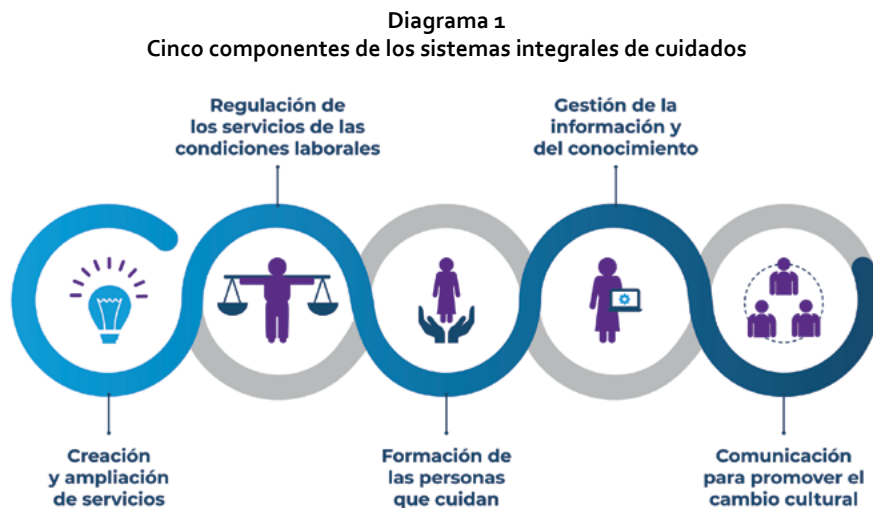 Diagrama 1
Cinco componentes de los sistemas integrales de cuidados
Regulación de
los servicios de las
condiciones laborales
Gestión de la
información y
del conocimiento
Creación
y ampliación
de servicios
Formación de
las personas
que cuidan
Comunicación
para promover el
cambio cultural